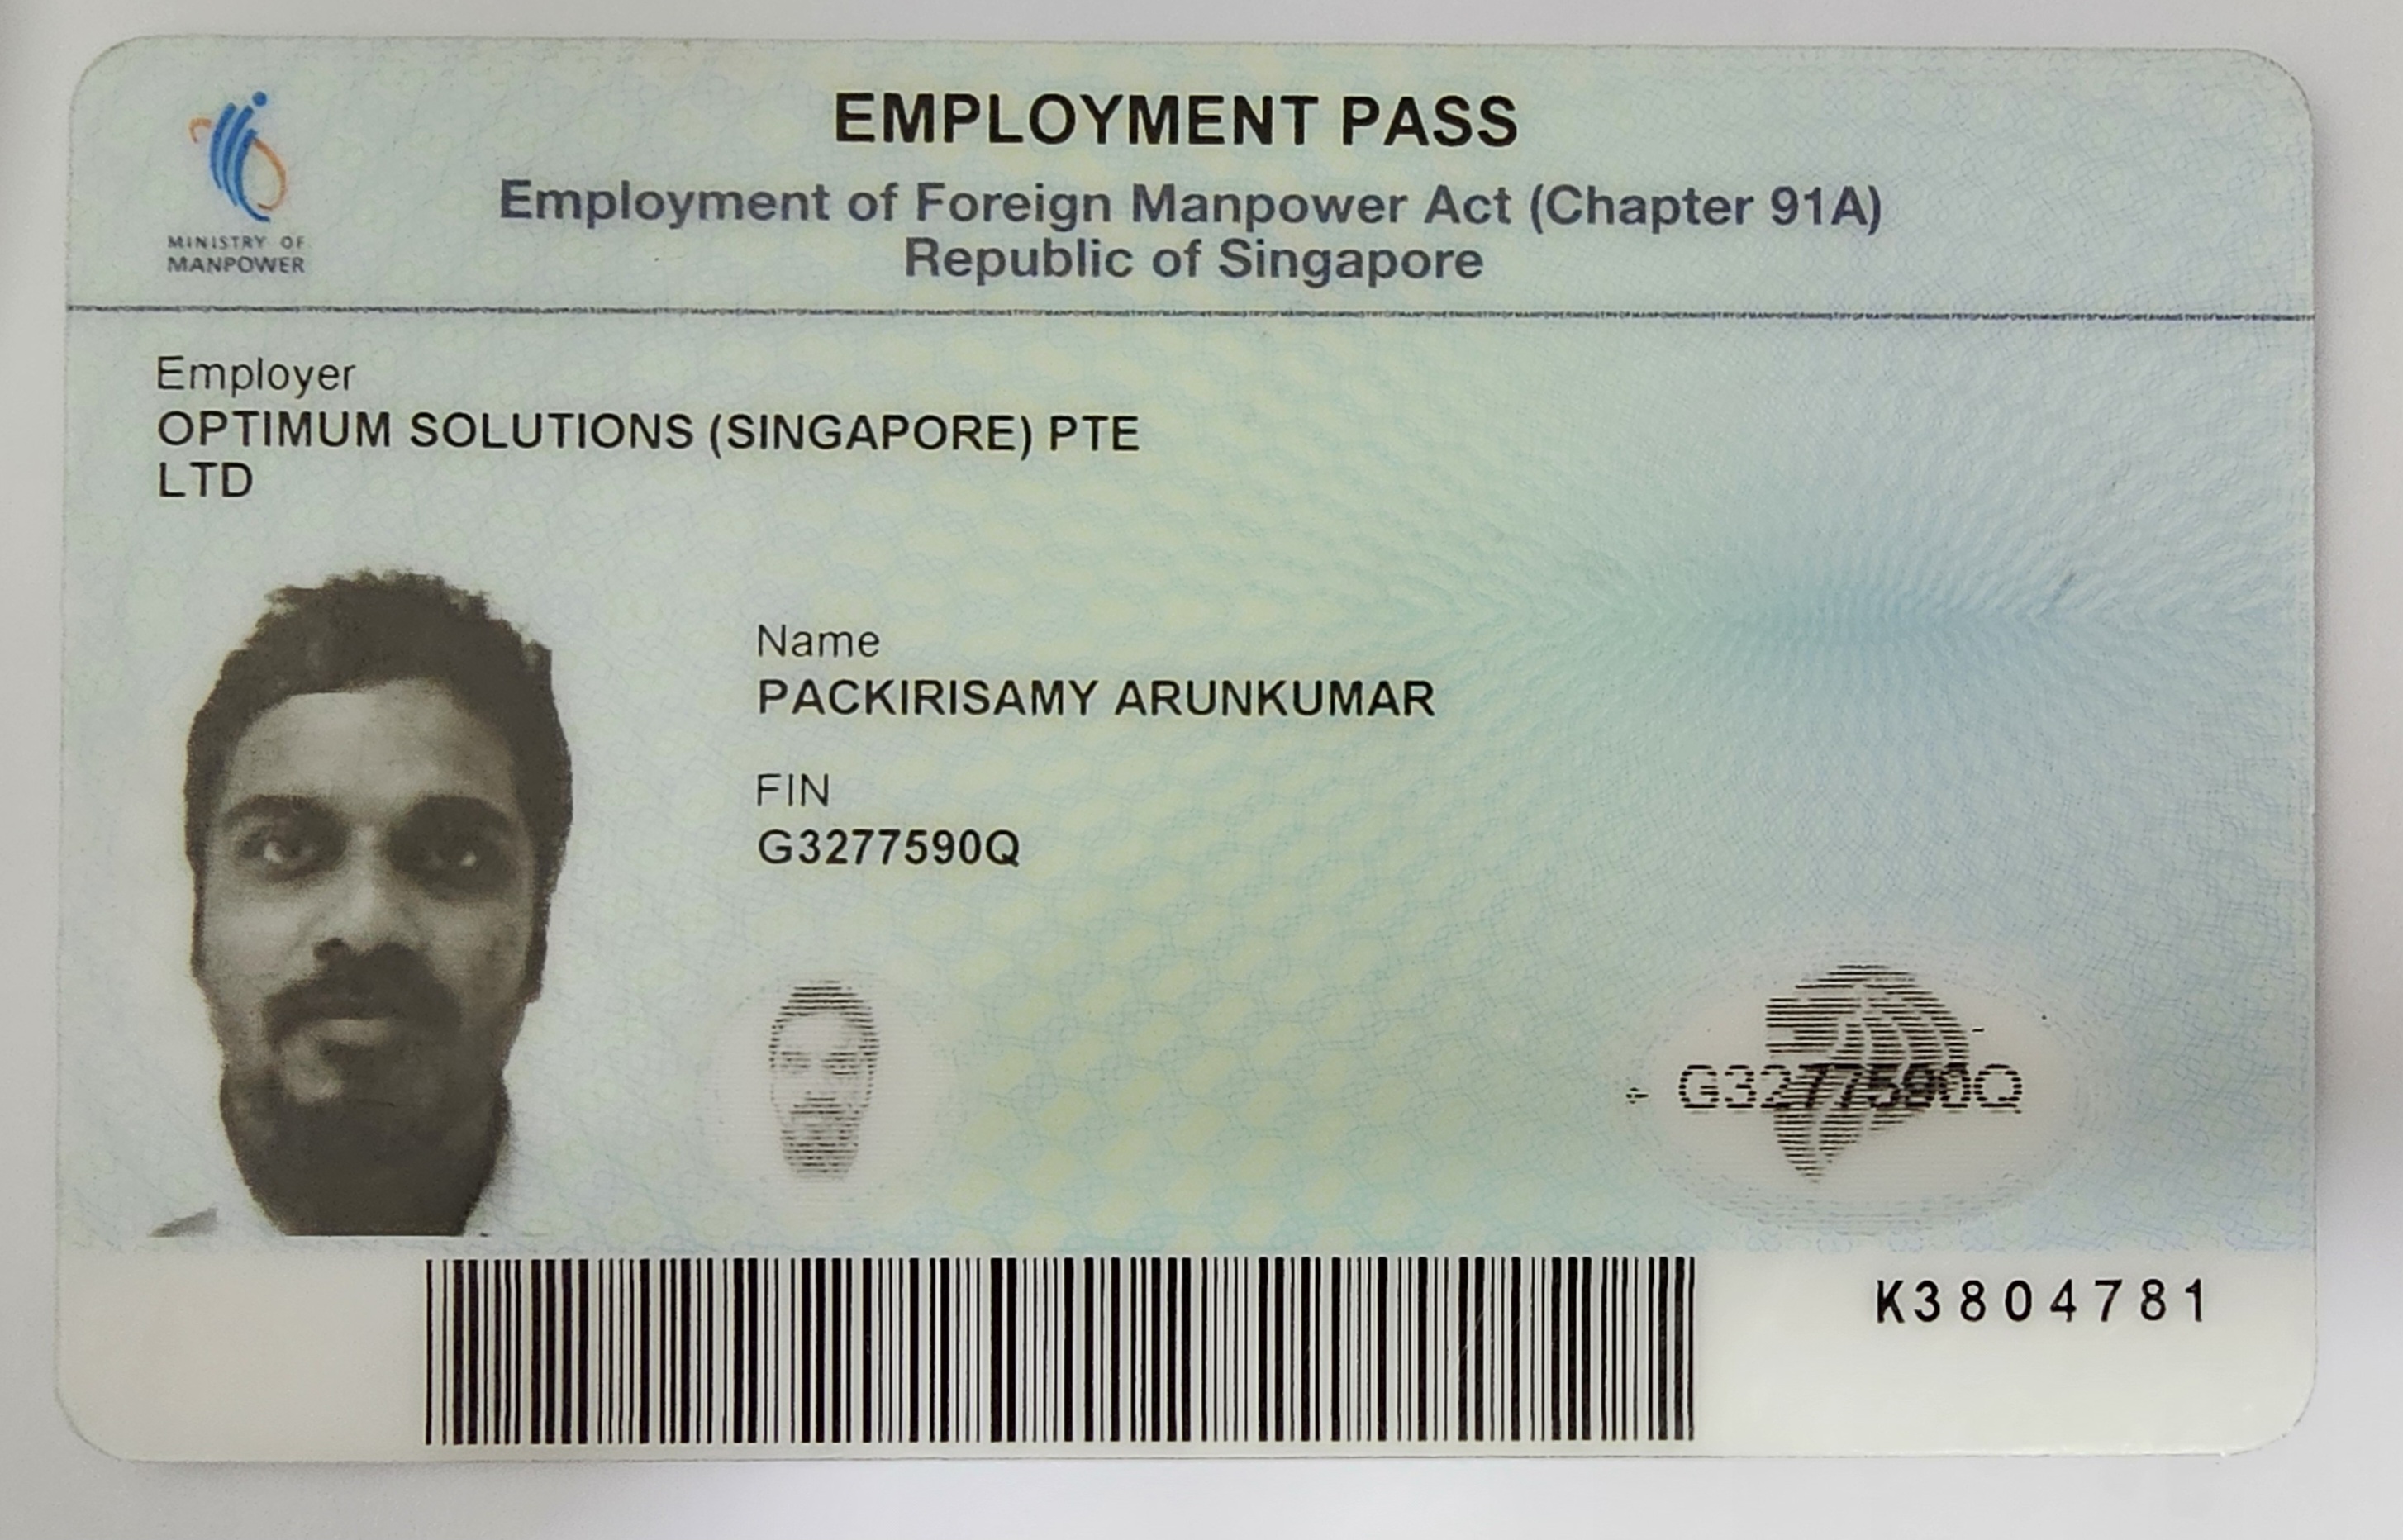 EMPLOYMENT PASS
Employment of Foreign Manpower Act (Chapter 91A)
Republic of Singapore
MINISTRY OF
MANPOWER
Employer
OPTIMUM SOLUTIONS (SINGAPORE) PTE
LTD
Name
PACKIRISAMY ARUNKUMAR
FIN
G3277590Q
G3277590Q
K3804781